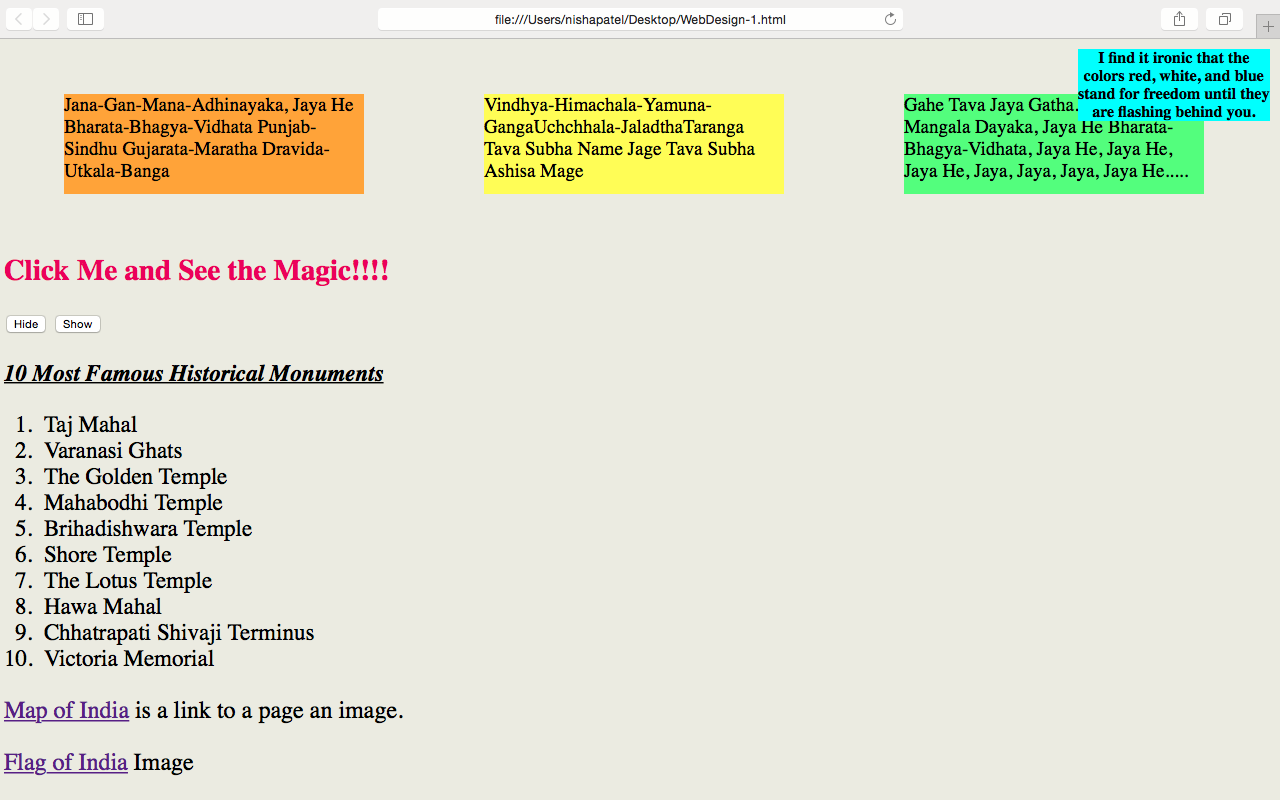 file:///Users/nishapatel/Desktop/WebDesign-1.html
I find it ironic that the
colors red, white, and blue
stand for freedom until they
are flashing behind you.
Jana-Gan-Mana-Adhinayaka, Jaya He
Bharata-Bhagya-Vidhata Punjab-
Sindhu Gujarata-Maratha Dravida-
Utkala-Banga
Vindhya-Himachala-Yamuna-
GangaUchchhala-JaladthaTaranga
Tava Subha Name Jage Tava Subha
Ashisa Mage
Gahe Tava Jaya Gatha.
Mangala Dayaka, Jaya He Bharata-
Bhagya-Vidhata, Jaya He, Jaya He,
Jaya He, Jaya, Jaya, Jaya, Jaya He.....
Click Me and See the Magic!!!!
Hide Show
10 Most Famous Historical Monuments
1. Taj Mahal
2. Varanasi Ghats
3. The Golden Temple
4. Mahabodhi Temple
5. Brihadishwara Temple
6. Shore Temple
7. The Lotus Temple
8. Hawa Mahal
9. Chhatrapati Shivaji Terminus
10. Victoria Memorial
Map of India is a link to a page an image.
Flag of India Image